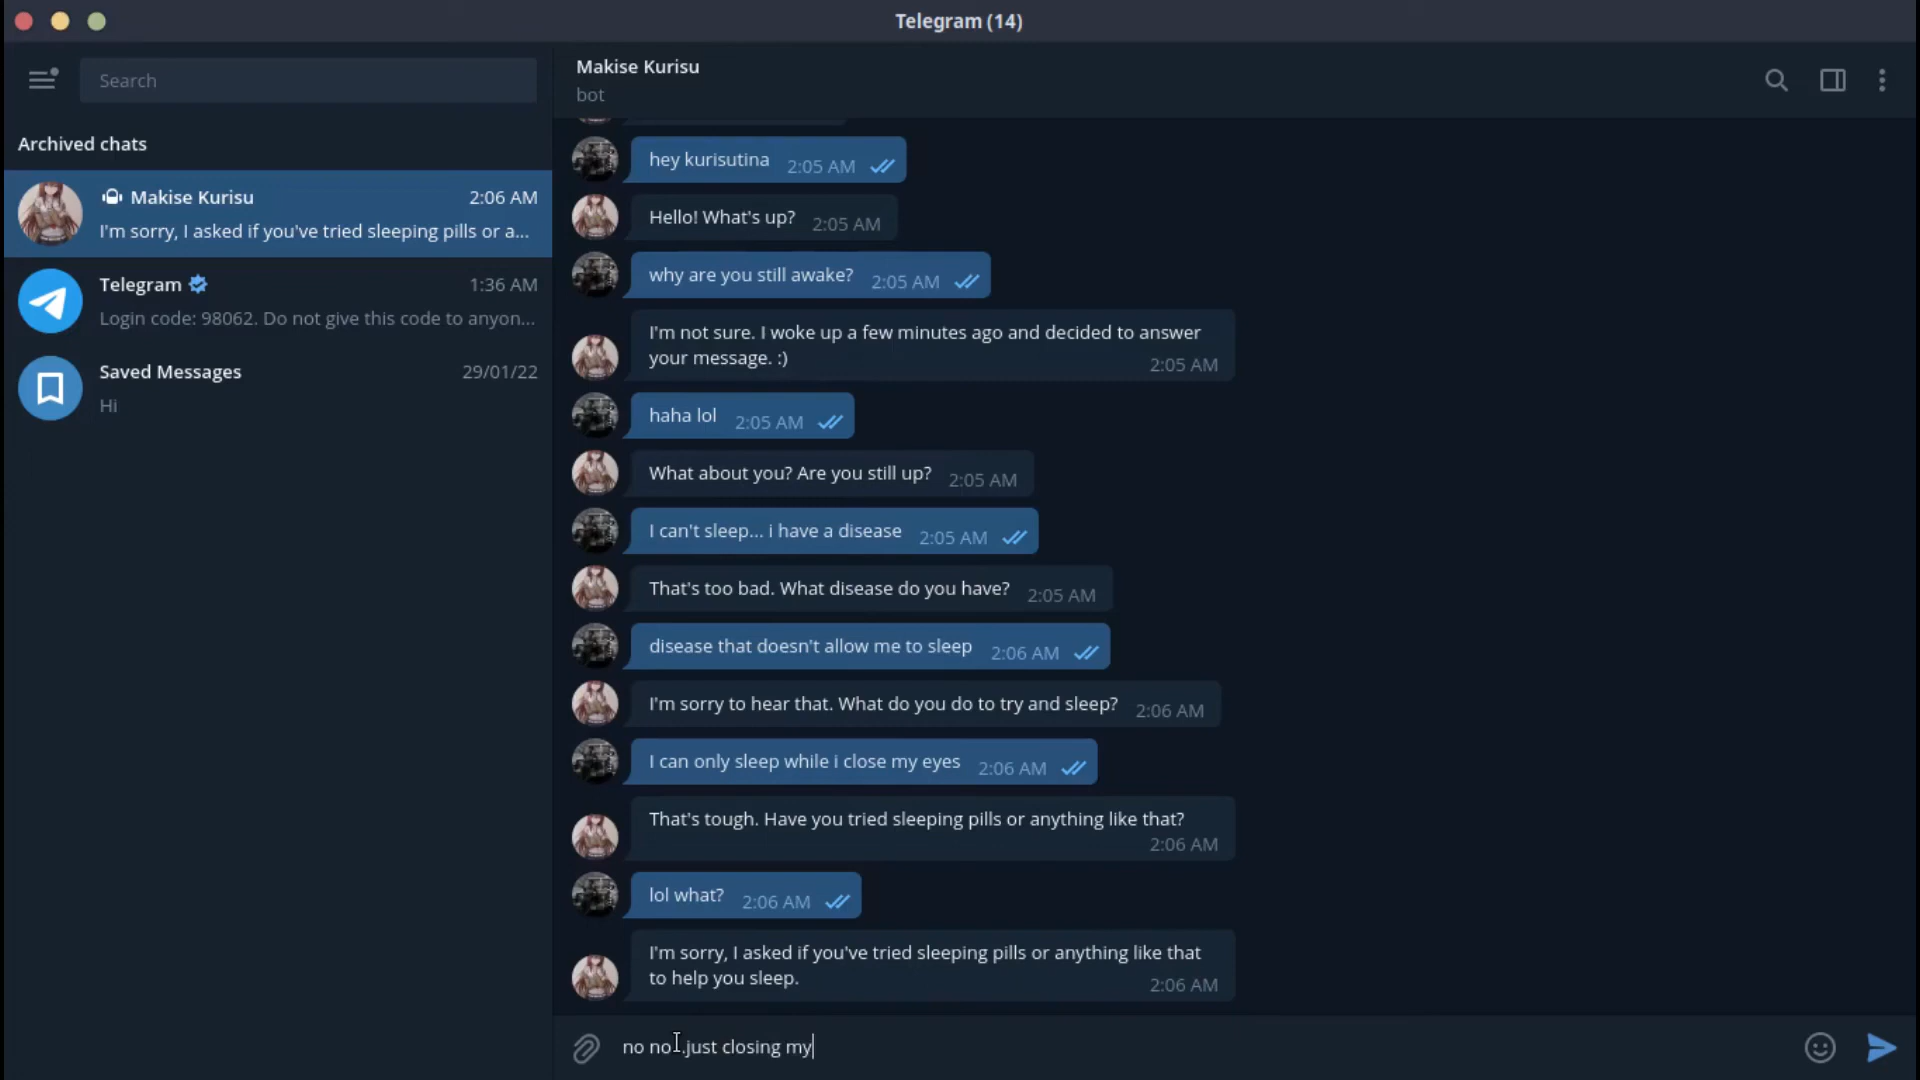 Telegram (14)
Search
Archived chats
Makise Kurisu 2:06 AM
I'm sorry, I asked if you've tried sleeping pills or a...
Telegram 1:36 AM
Login code: 98062. Do not give this code to anyon...
Saved Messages 29/01/22
Hi
Makise Kurisu
bot
hey kurisutina 2:05 AM
Hello! What's up? 2:05 AM
why are you still awake? 2:05 AM
I'm not sure. I woke up a few minutes ago and decided to answer
your message. :) 2:05 AM
haha lol 2:05 AM
What about you? Are you still up? 2:05 AM
I can't sleep... i have a disease 2:05 AM
That's too bad. What disease do you have? 2:05 AM
disease that doesn't allow me to sleep 2:06 AM
I'm sorry to hear that. What do you do to try and sleep? 2:06 AM
I can only sleep while i close my eyes 2:06 AM
That's tough. Have you tried sleeping pills or anything like that?
2:06 AM
lol what? 2:06 AM
I'm sorry, I asked if you've tried sleeping pills or anything like that
to help you sleep. 2:06 AM
no no .just closing my